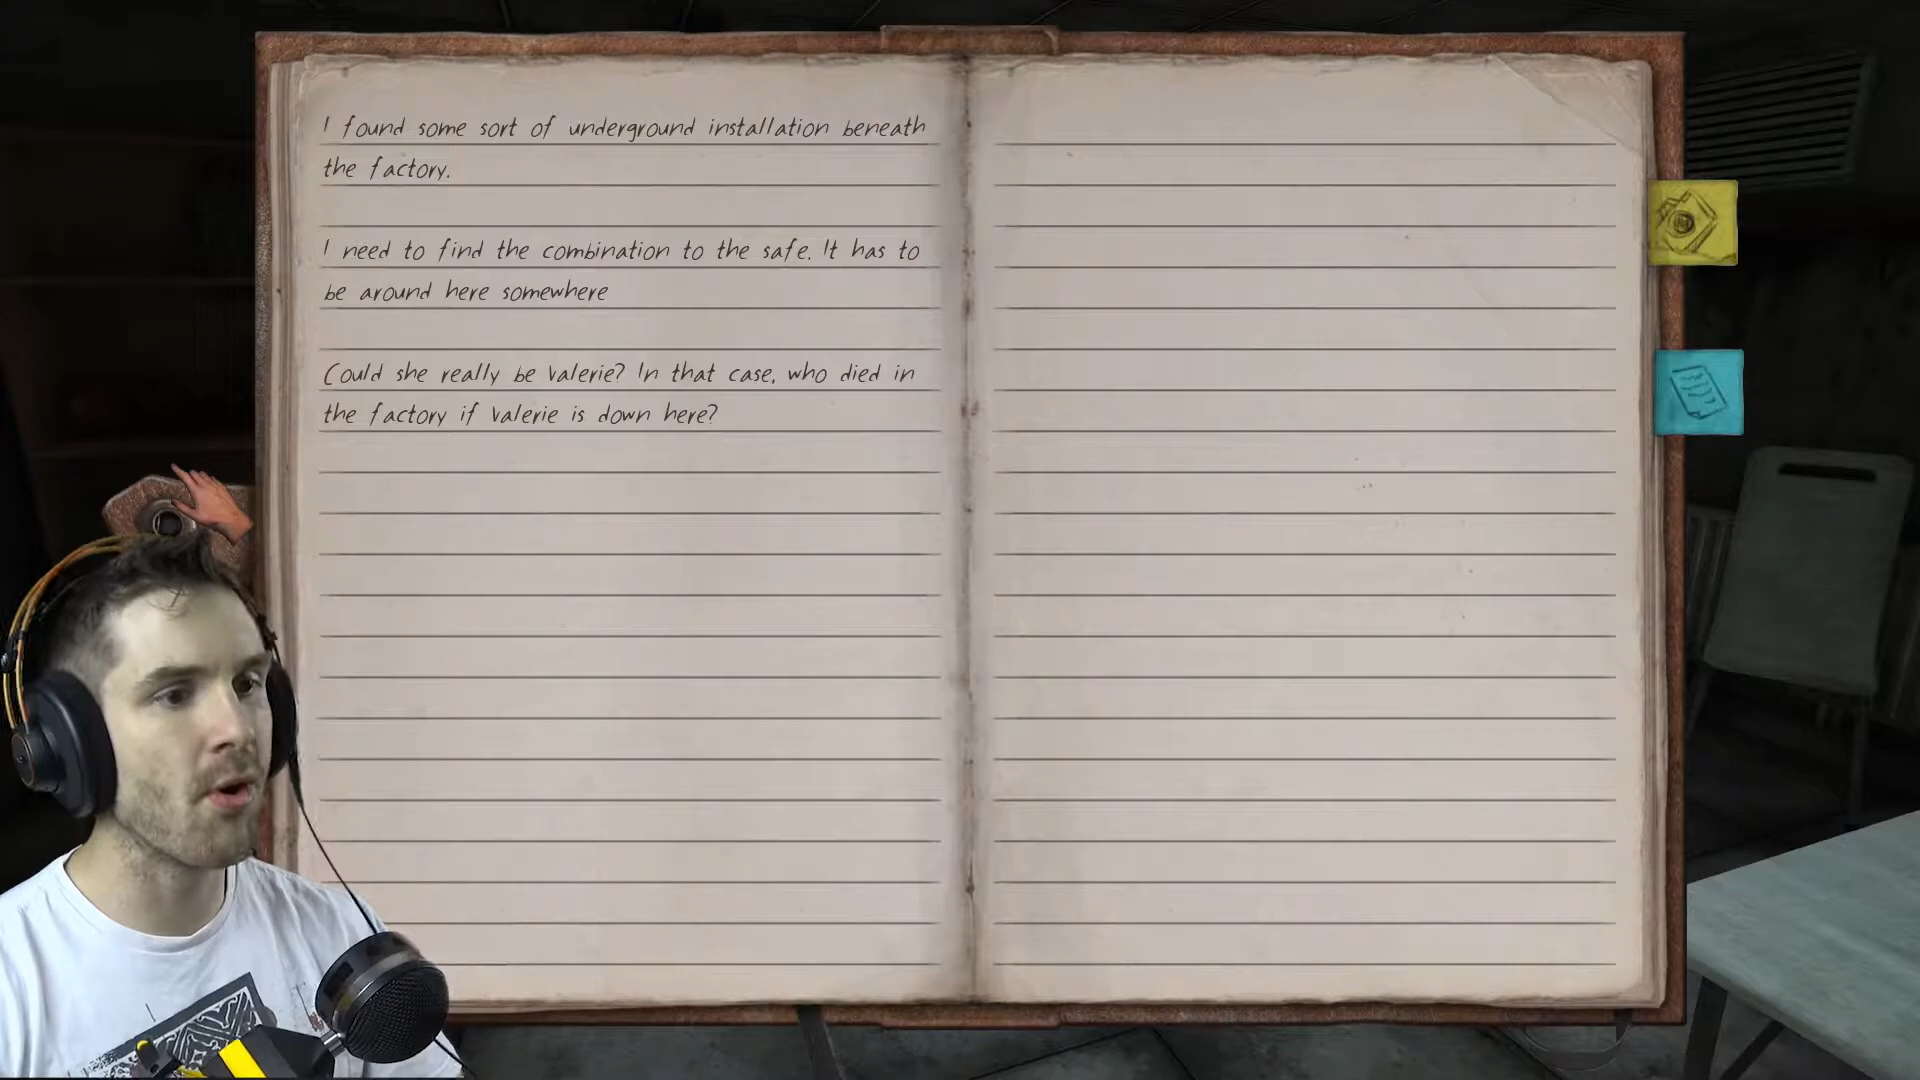 I found some sort of underground installation beneath
the factory.
I need to find the combination to the safe. It has to
be around here somewhere
Could she really be Valerie? In that case, who died in
the factory if Valerie is down here?